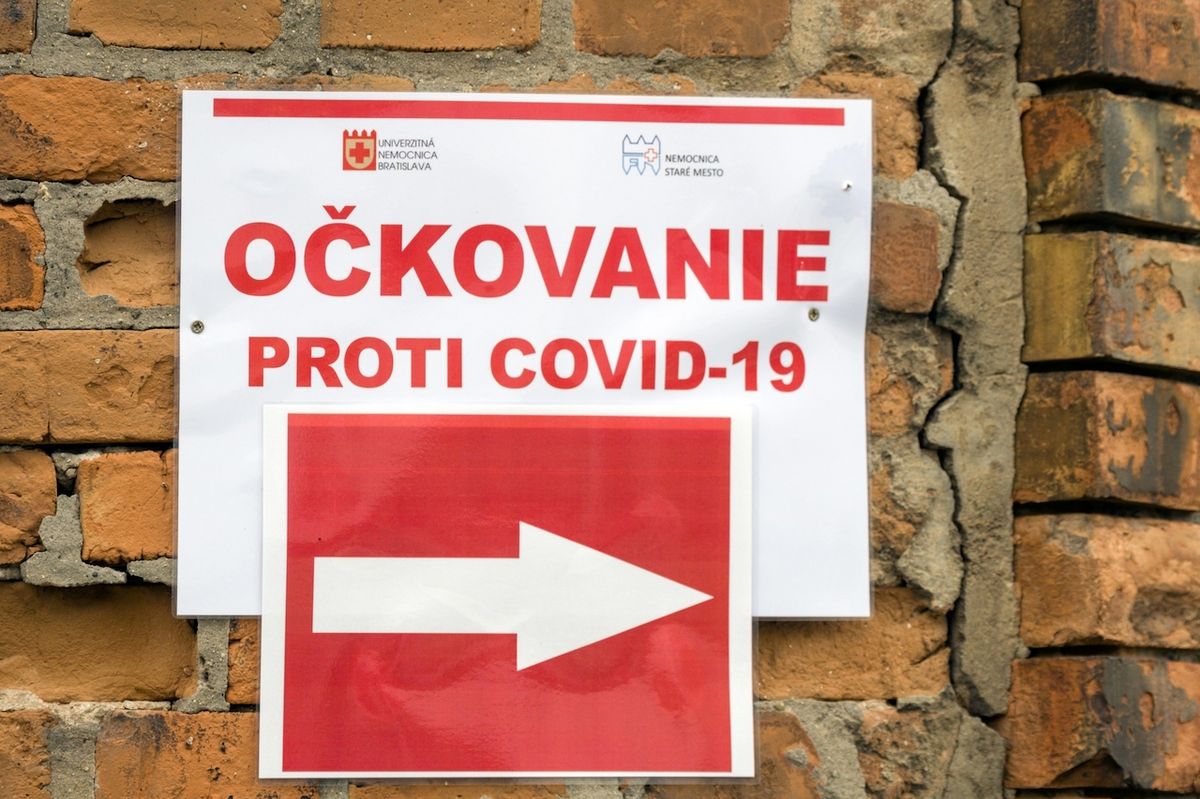 UNIVERZITNÁ
NEMOCNICA
BRATISLAVA
NEMOCNICA
STARÉ MESTO
OČKOVANIE
PROTI COVID-19